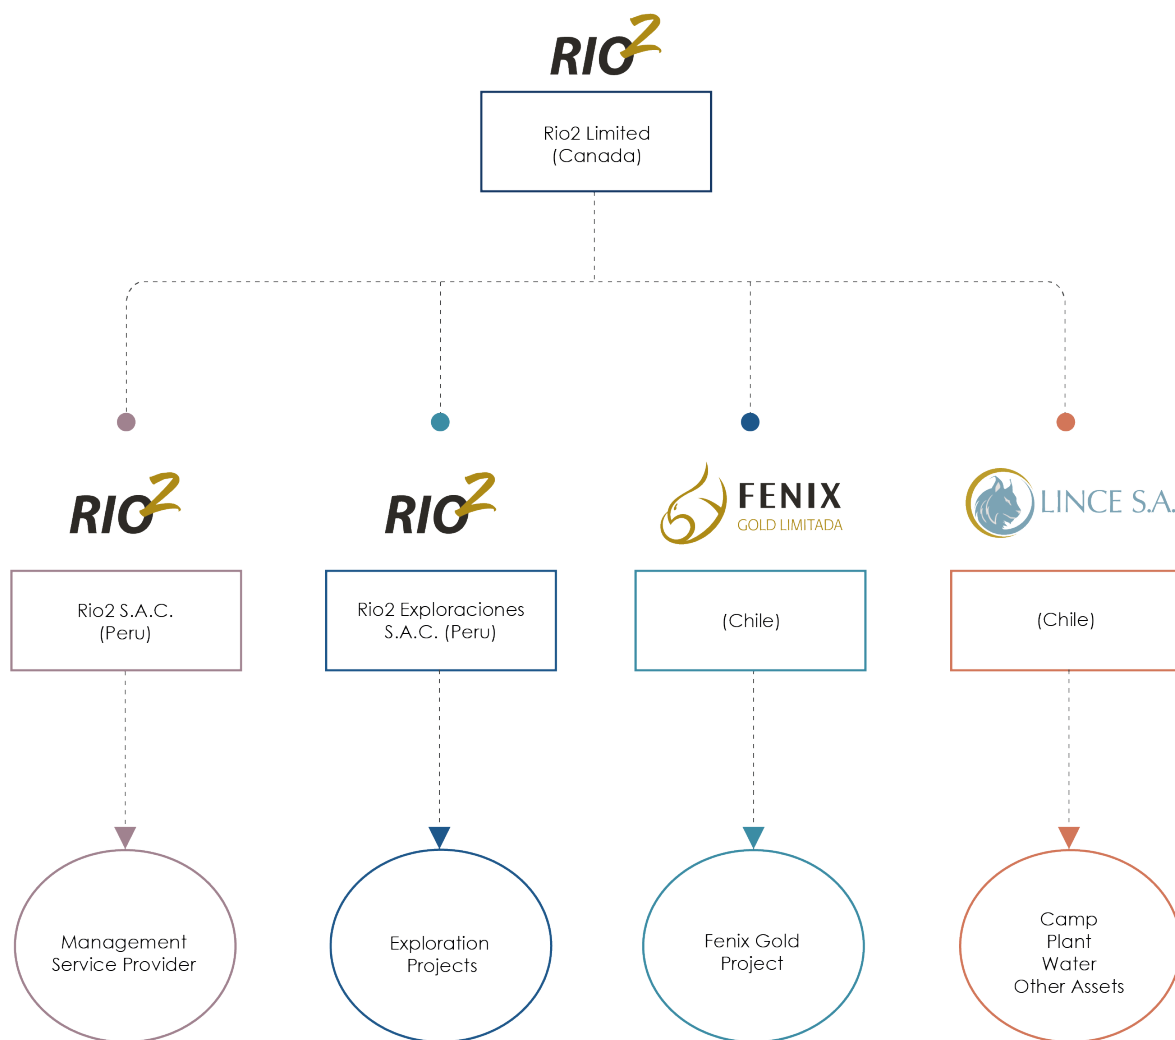 RIO2
Rio2 Limited
(Canada)
RIO2
RIO2
FENIX
GOLD LIMITADA
LINCE S.A.
Rio2 S.A.C.
(Peru)
Rio2 Exploraciones
S.A.C. (Peru)
(Chile)
(Chile)
Management
Service Provider
Exploration
Projects
Fenix Gold
Project
Camp
Plant
Water
Other Assets